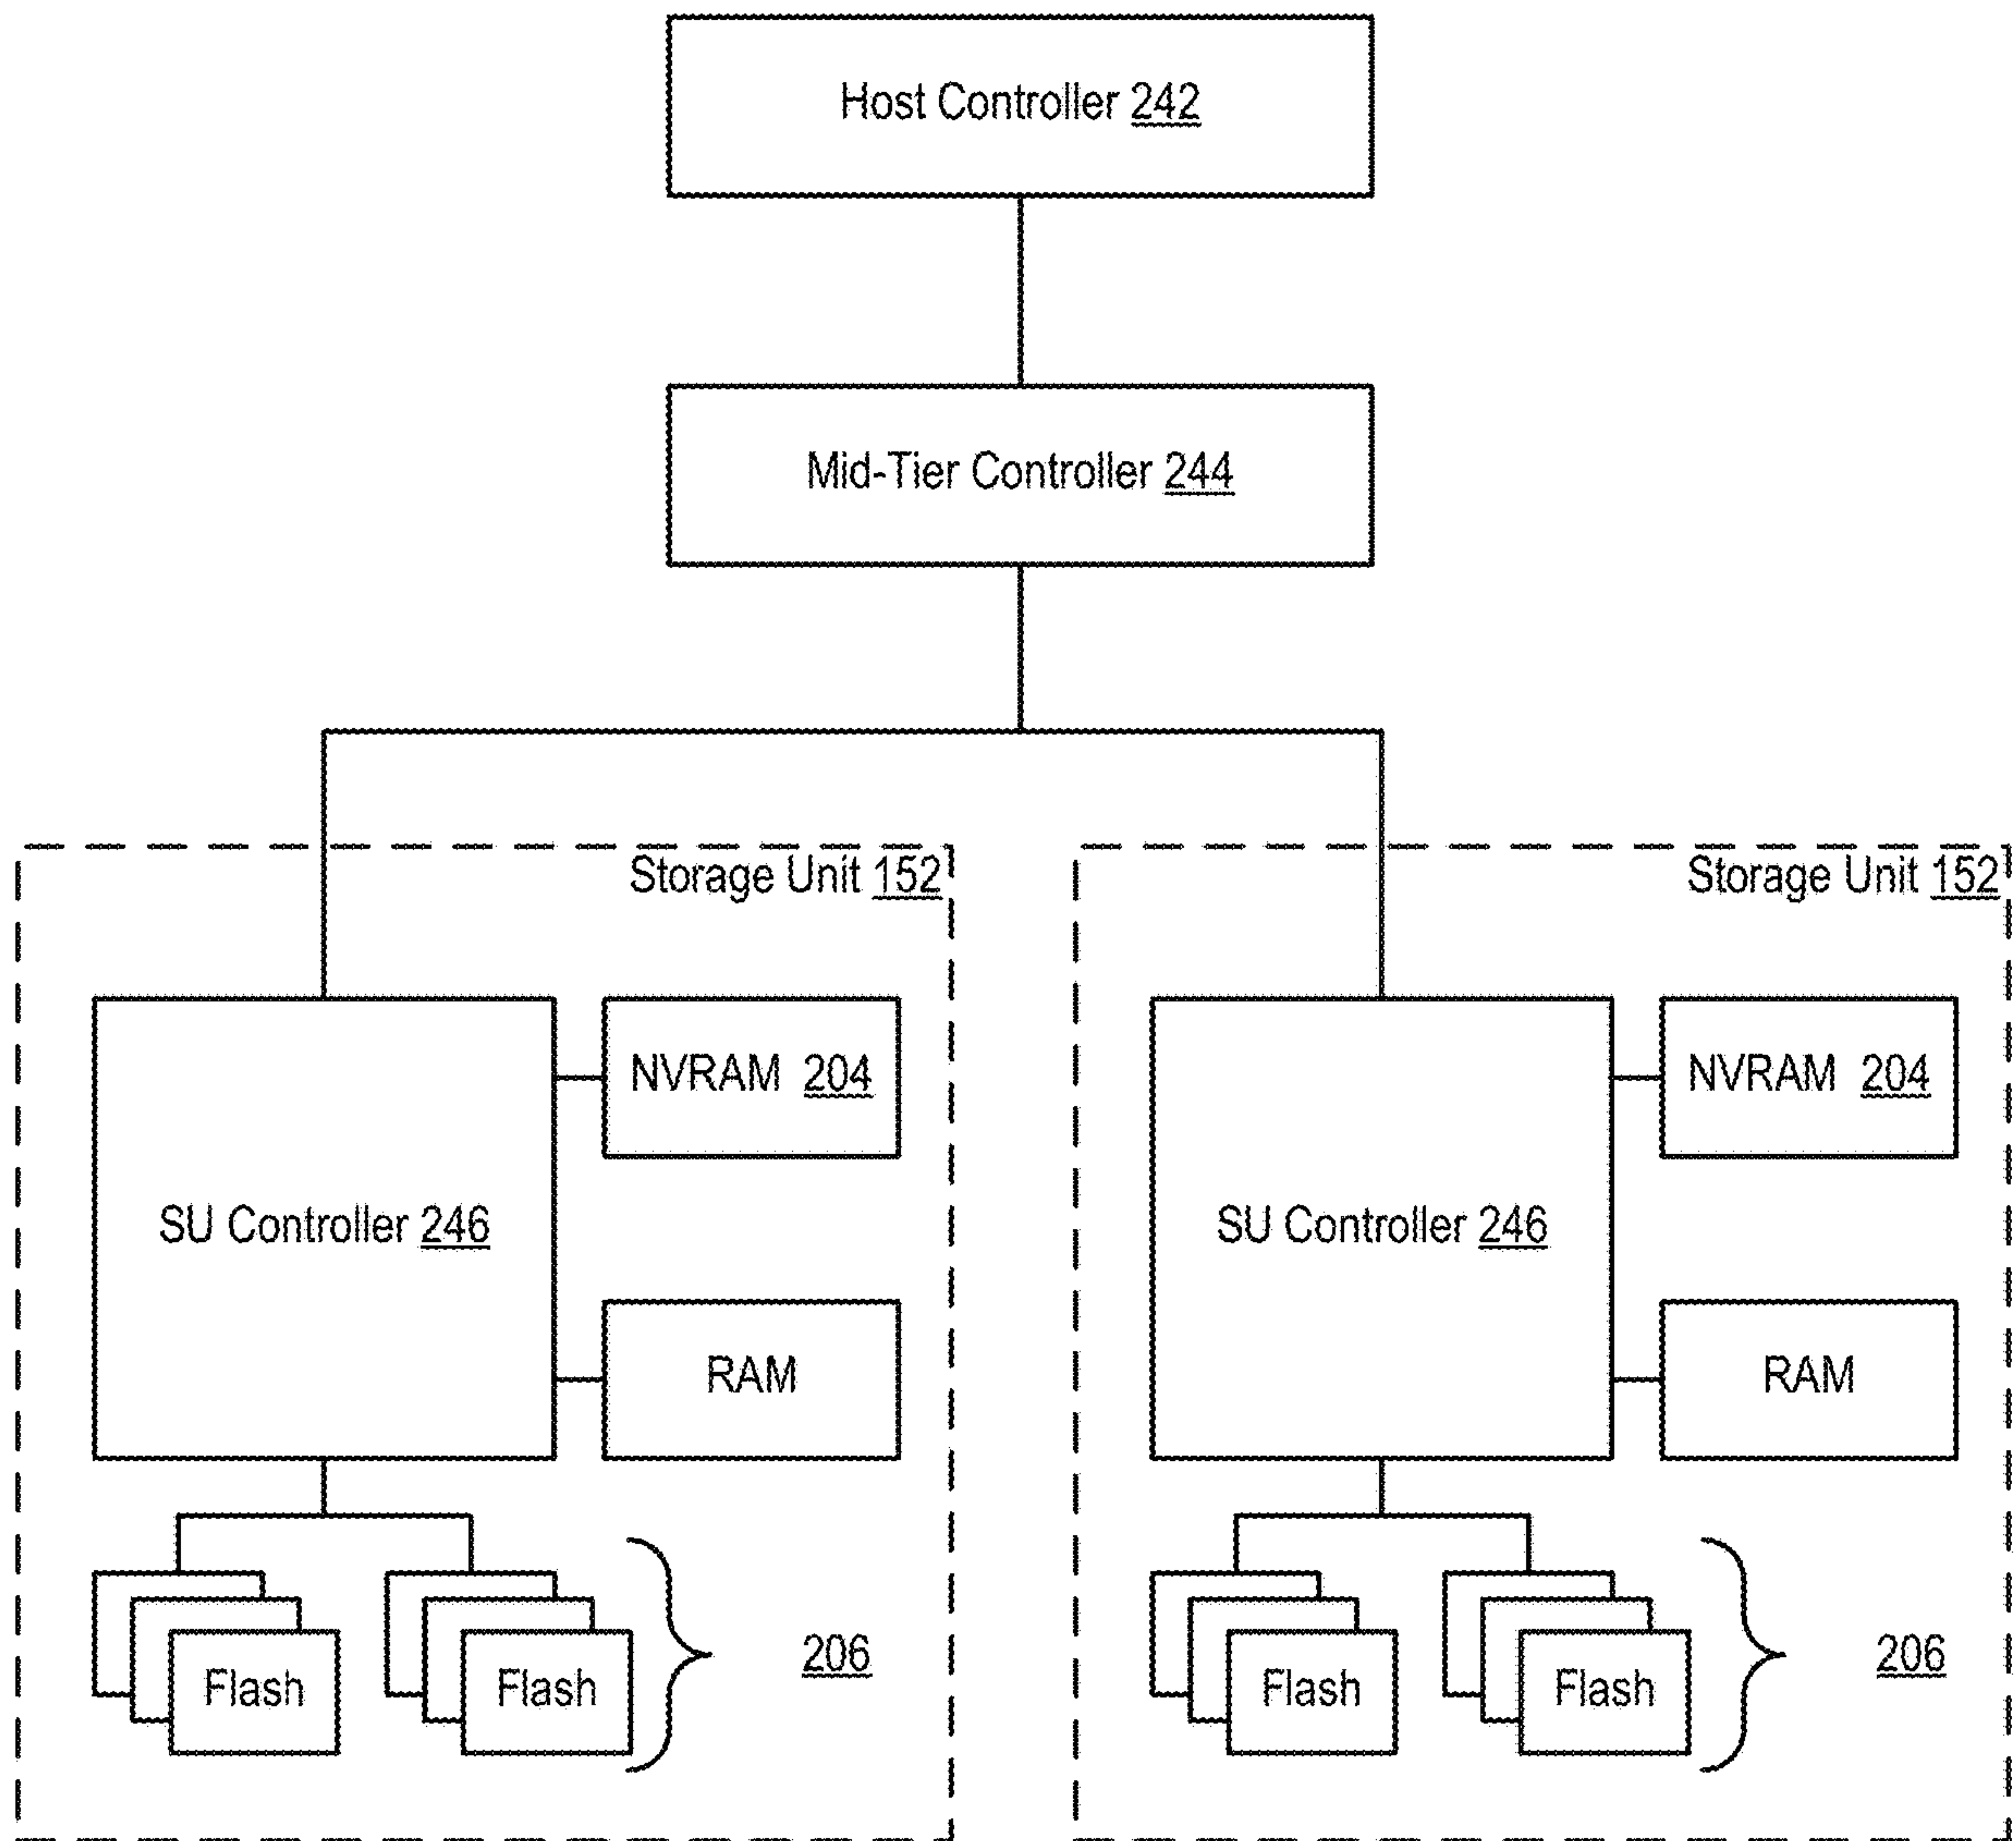 Host Controller 242
Mid-Tier Controller 244
Storage Unit 152
Storage Unit 152
NVRAM 204
NVRAM 204
SU Controller 246
SU Controller 246
RAM
RAM
Flash
Flash
206
Flash
Flash
206